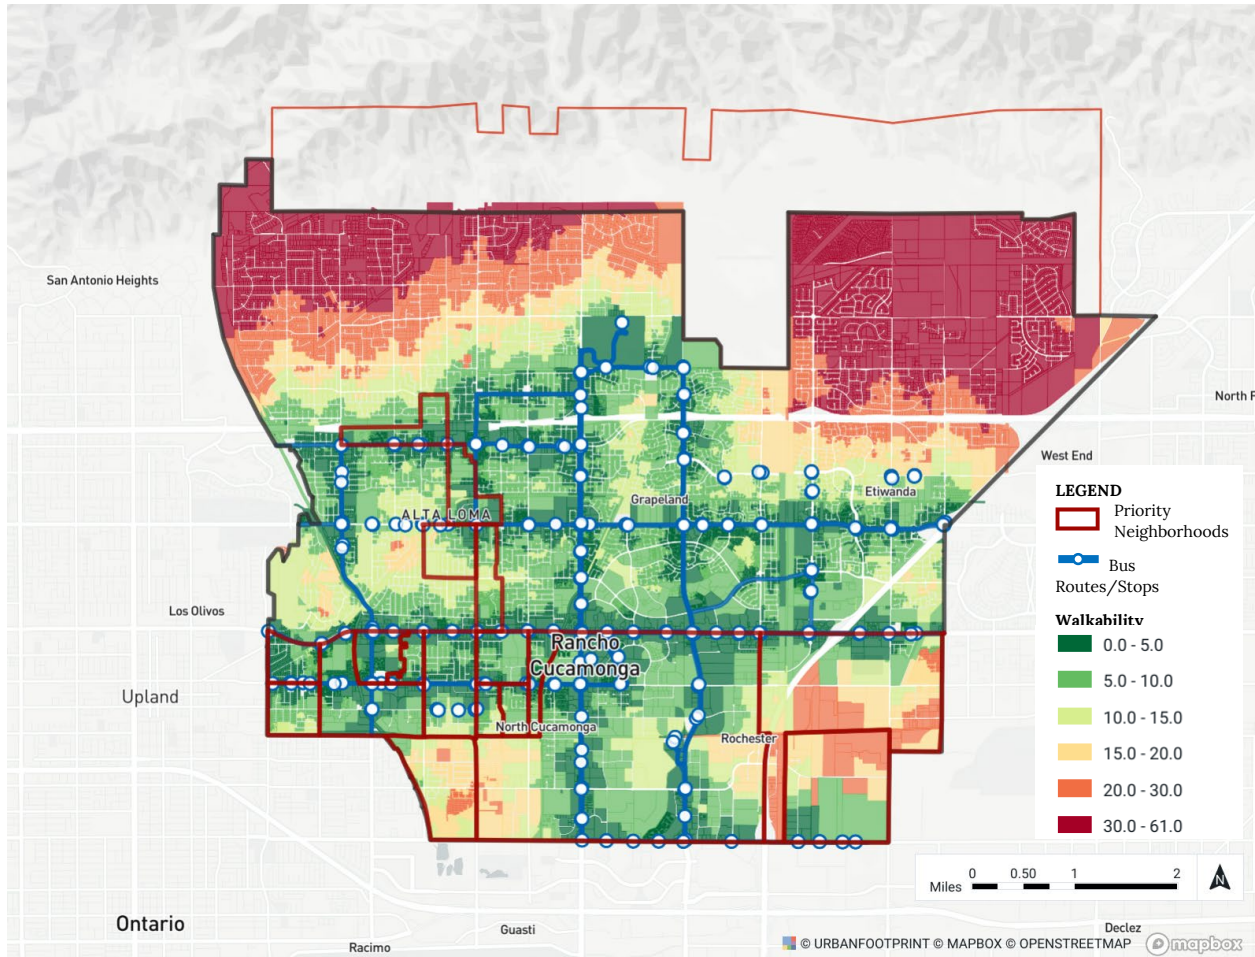 San Antonio Heights
North F
West End
LEGEND
Priority
Neighborhoods
Bus
Routes/Stops
Walkability
0.0 - 5.0
5.0 - 10.0
10.0 - 15.0
15.0 - 20.0
20.0 - 30.0
30.0 - 61.0
Grapeland
Etiwanda
ALTA LOMA
Los Olivos
Rancho
Cucamonga
Upland
North Cucamonga
Rochester
0 0.50 1 2
Miles
N
Ontario
Guasti
Racimo
Declez
© URBANFOOTPRINT © MAPBOX © OPENSTREETMAP
mapbox